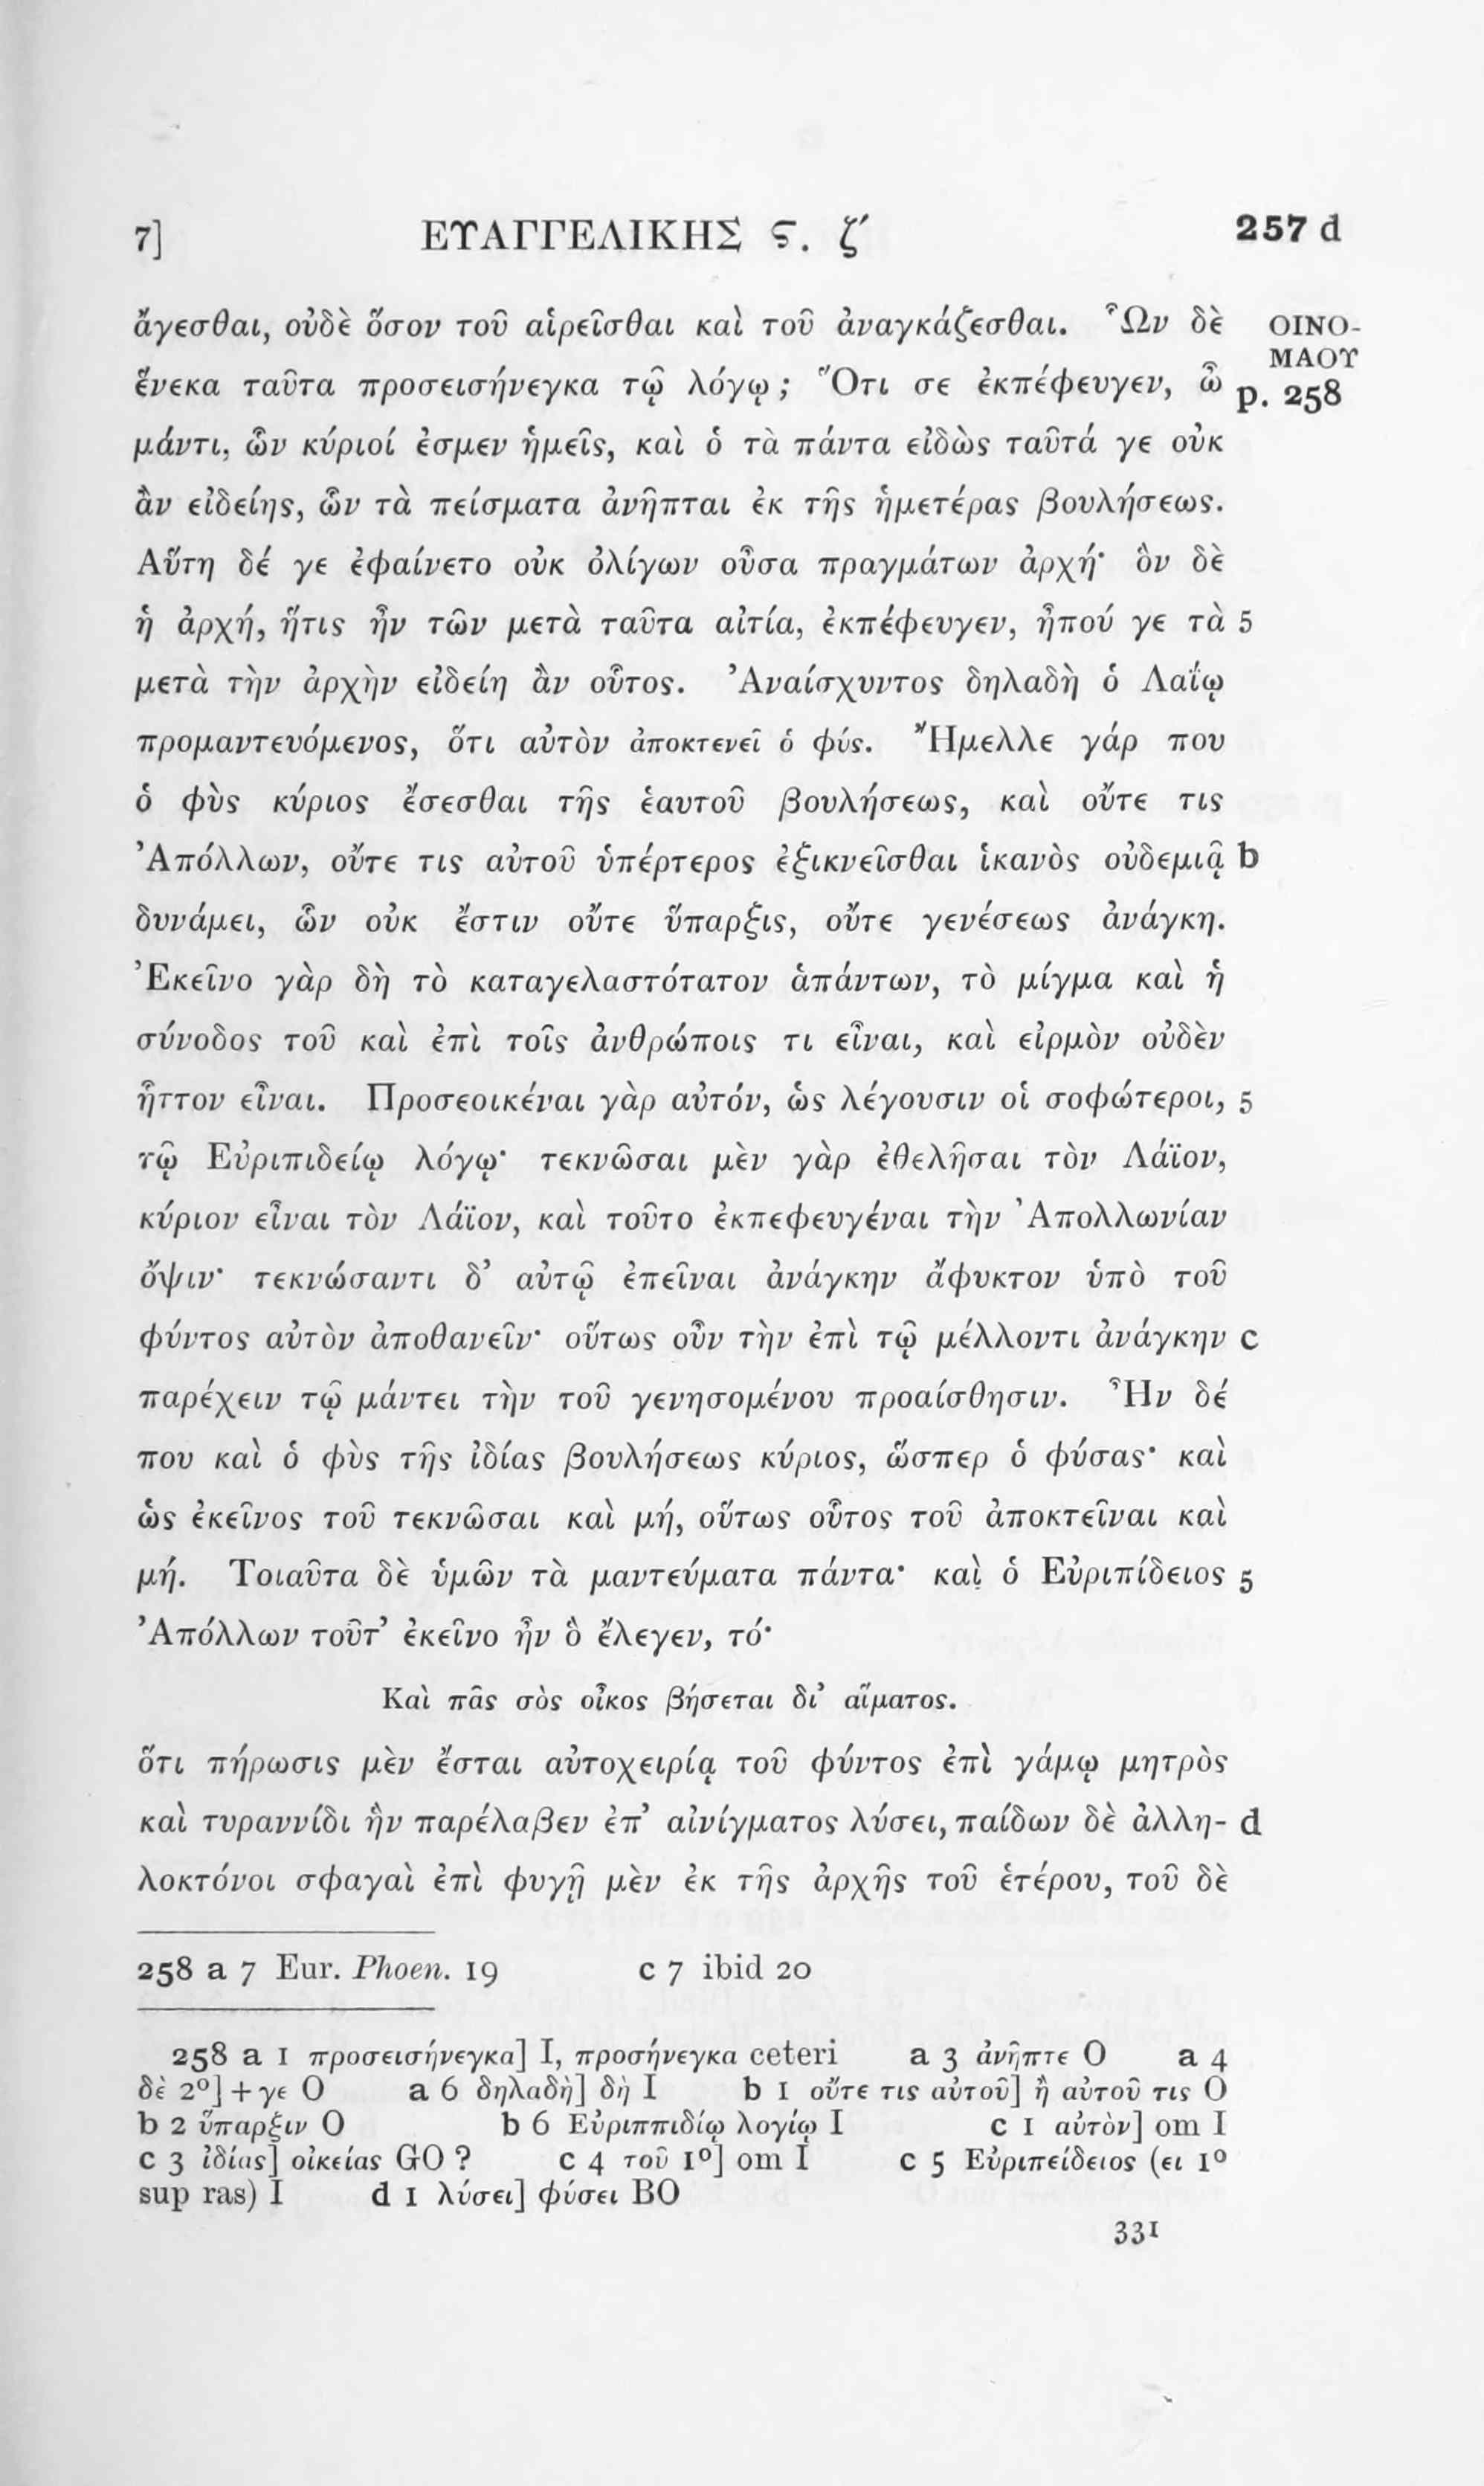 7] ΕΥΑΓΓΕΛΙΚΗΣ ϛ. ζ´ 257 d
ἄγεσθαι, οὐδὲ ὅσον τοῦ αἱρεῖσθαι καὶ τοῦ ἀναγκάζεσθαι. Ὧν δὲ ΟΙΝΟ-
ΜΑΟΥ
ἕνεκα ταῦτα προσεισήνεγκα τῷ λόγῳ; Ὅτι σε ἐκπέφευγεν, ὦ p. 258
μάντι, ὧν κύριοί ἐσμεν ἡμεῖς, καὶ ὁ τὰ πάντα εἰδὼς ταῦτά γε οὐκ
ἂν εἰδείης, ὧν τὰ πείσματα ἀνῆπται ἐκ τῆς ἡμετέρας βουλήσεως.
Αὕτη δέ γε ἐφαίνετο οὐκ ὀλίγων οὖσα πραγμάτων ἀρχή· ὃν δὲ
ἡ ἀρχή, ἥτις ἦν τῶν μετὰ ταῦτα αἰτία, ἐκπέφευγεν, ἦπού γε τὰ 5
μετὰ τὴν ἀρχὴν εἰδείη ἂν οὗτος. Ἀναίσχυντος δηλαδὴ ὁ Λαΐῳ
προμαντευόμενος, ὅτι αὐτὸν ἀποκτενεῖ ὁ φύς. Ἤμελλε γάρ που
ὁ φὺς κύριος ἔσεσθαι τῆς ἑαυτοῦ βουλήσεως, καὶ οὔτε τις
Ἀπόλλων, οὔτε τις αὐτοῦ ὑπέρτερος ἐξικνεῖσθαι ἱκανὸς οὐδεμιᾷ b
δυνάμει, ὧν οὐκ ἔστιν οὔτε ὕπαρξις, οὔτε γενέσεως ἀνάγκη.
Ἐκεῖνο γὰρ δὴ τὸ καταγελαστότατον ἁπάντων, τὸ μίγμα καὶ ἡ
σύνοδος τοῦ καὶ ἐπὶ τοῖς ἀνθρώποις τι εἶναι, καὶ εἱρμὸν οὐδὲν
ἧττον εἶναι. Προσεοικέναι γὰρ αὐτόν, ὡς λέγουσιν οἱ σοφώτεροι, 5
τῷ Εὐριπιδείῳ λόγῳ· τεκνῶσαι μὲν γὰρ ἐθελῆσαι τὸν Λάϊον,
κύριον εἶναι τὸν Λάϊον, καὶ τοῦτο ἐκπεφευγέναι τὴν Ἀπολλωνίαν
ὄψιν· τεκνώσαντι δ’ αὐτῷ ἐπεῖναι ἀνάγκην ἄφυκτον ὑπὸ τοῦ
φύντος αὐτὸν ἀποθανεῖν· οὕτως οὖν τὴν ἐπὶ τῷ μέλλοντι ἀνάγκην c
παρέχειν τῷ μάντει τὴν τοῦ γενησομένου προαίσθησιν. Ἦν δέ
που καὶ ὁ φὺς τῆς ἰδίας βουλήσεως κύριος, ὥσπερ ὁ φύσας· καὶ
ὡς ἐκεῖνος τοῦ τεκνῶσαι καὶ μή, οὕτως οὗτος τοῦ ἀποκτεῖναι καὶ
μή. Τοιαῦτα δὲ ὑμῶν τὰ μαντεύματα πάντα· καὶ ὁ Εὐριπίδειος 5
Ἀπόλλων τοῦτ’ ἐκεῖνο ἦν ὃ ἔλεγεν, τό·
Καὶ πᾶς σὸς οἶκος βήσεται δι’ αἵματος.
ὅτι πήρωσις μὲν ἔσται αὐτοχειρίᾳ τοῦ φύντος ἐπὶ γάμῳ μητρὸς
καὶ τυραννίδι ἣν παρέλαβεν ἐπ’ αἰνίγματος λύσει, παίδων δὲ ἀλλη- d
λοκτόνοι σφαγαὶ ἐπὶ φυγῇ μὲν ἐκ τῆς ἀρχῆς τοῦ ἑτέρου, τοῦ δὲ
258 a 7 Eur. Phoen. 19 c 7 ibid 20
258 a 1 προσεισήνεγκα] I, προσήνεγκα ceteri a 3 ἀνῆπτε O a 4
δὲ 2º] + γε O a 6 δηλαδὴ] δὴ I b 1 οὔτε τις αὐτοῦ] ἢ αὐτοῦ τις O
b 2 ὕπαρξιν O b 6 Εὐριππιδίῳ λογίῳ I c 1 αὐτὸν] om I
c 3 ἰδίας] οἰκείας GO ? c 4 τοῦ 1º] om I c 5 Εὐριπείδειος (ει 1º
sup ras) I d 1 λύσει] φύσει BO
331